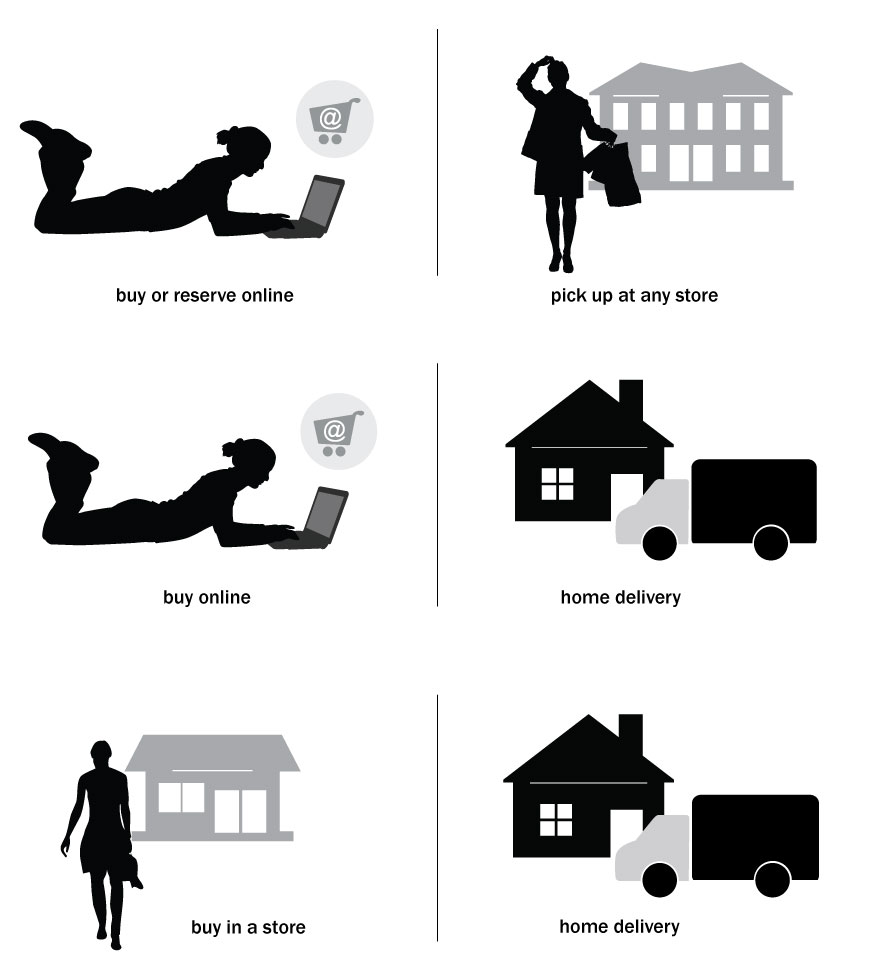 @
buy or reserve online
pick up at any store
@
buy online
home delivery
buy in a store
home delivery